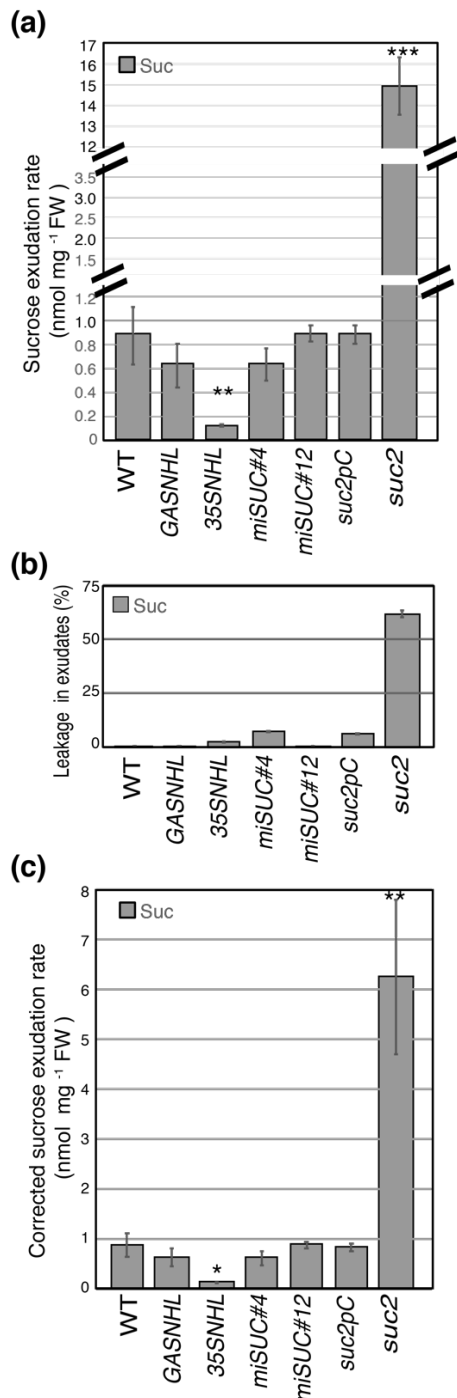 (a)
Sucrose exudation rate
(nmol mg -1 FW )
17
16
15
14
13
12
3.5
3.0
2.5
2.0
1.5
1.2
1.0
0.8
0.6
0.4
0.2
0
Suc
***
**
WT
GASNHL
35SNHL
miSUC#4
miSUC#12
suc2pC
suc2
(b)
Leakage in exudates (%)
75
50
25
0
Suc
WT
GASNHL
35SNHL
miSUC#4
miSUC#12
suc2pC
suc2
(c)
Corrected sucrose exudation rate
(nmol mg -1 FW )
8
7
6
5
4
3
2
1
0
Suc
**
*
WT
GASNHL
35SNHL
miSUC#4
miSUC#12
suc2pC
suc2